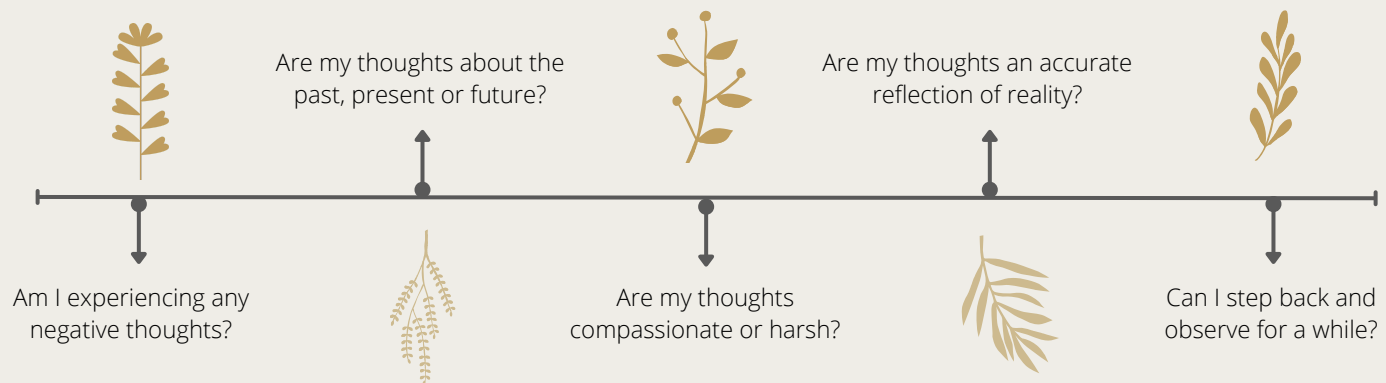 Am I experiencing any
negative thoughts?
Are my thoughts about the
past, present or future?
Are my thoughts
compassionate or harsh?
Are my thoughts an accurate
reflection of reality?
Can I step back and
observe for a while?